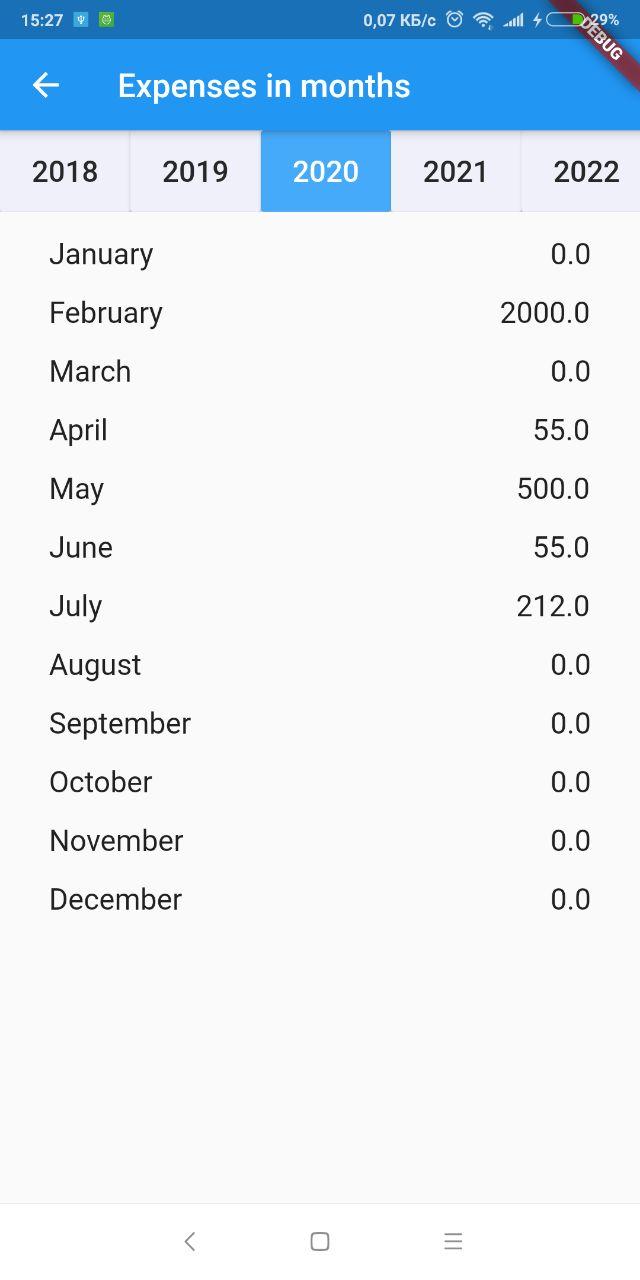 15:27 0,07 КБ/с 29%
DEBUG
Expenses in months
2018 2019 2020 2021 2022
January 0.0
February 2000.0
March 0.0
April 55.0
May 500.0
June 55.0
July 212.0
August 0.0
September 0.0
October 0.0
November 0.0
December 0.0